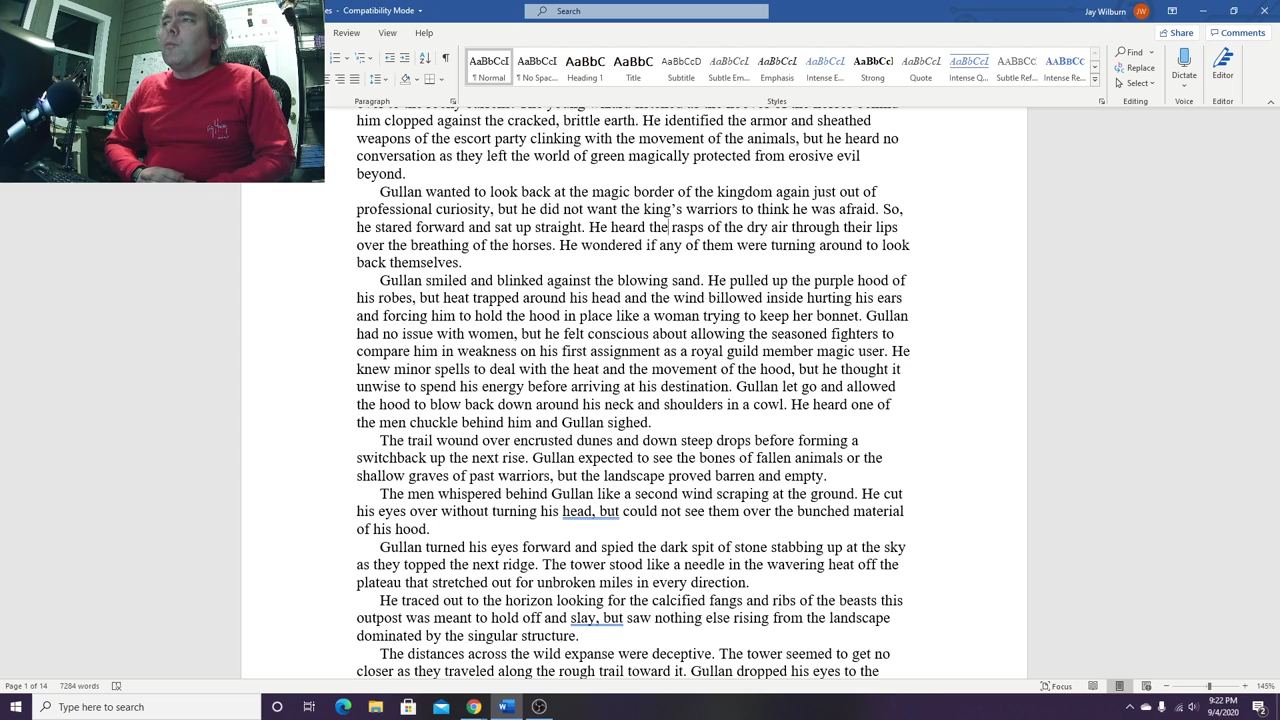 es - Compatibility Mode
Search
Jay Wilburn
JW
Review View Help
Share
Comments
AaBbCcI
AaBbCcI
AaBbC
AaBbC
AaBbCcD
AaBbCcI
AaBbCcI
AaBbCcI
AaBbCcI
AaBbCcI
AaBbCcI
AaBbCc
AaBbCc
¶ Normal
¶ No Spac...
Heading 1
Title
Subtitle
Subtle Em...
Emphasis
Intense E...
Strong
Quote
Intense Q...
Subtle Ref...
Intense Re...
Find
Replace
Select
Dictate
Editor
Paragraph
Styles
Editing
Voice
Editor
him clopped against the cracked, brittle earth. He identified the armor and sheathed
weapons of the escort party clinking with the movement of the animals, but he heard no
conversation as they left the world of green magically protected from erosive evil
beyond.
Gullan wanted to look back at the magic border of the kingdom again just out of
professional curiosity, but he did not want the king’s warriors to think he was afraid. So,
he stared forward and sat up straight. He heard the rasps of the dry air through their lips
over the breathing of the horses. He wondered if any of them were turning around to look
back themselves.
Gullan smiled and blinked against the blowing sand. He pulled up the purple hood of
his robes, but heat trapped around his head and the wind billowed inside hurting his ears
and forcing him to hold the hood in place like a woman trying to keep her bonnet. Gullan
had no issue with women, but he felt conscious about allowing the seasoned fighters to
compare him in weakness on his first assignment as a royal guild member magic user. He
knew minor spells to deal with the heat and the movement of the hood, but he thought it
unwise to spend his energy before arriving at his destination. Gullan let go and allowed
the hood to blow back down around his neck and shoulders in a cowl. He heard one of
the men chuckle behind him and Gullan sighed.
The trail wound over encrusted dunes and down steep drops before forming a
switchback up the next rise. Gullan expected to see the bones of fallen animals or the
shallow graves of past warriors, but the landscape proved barren and empty.
The men whispered behind Gullan like a second wind scraping at the ground. He cut
his eyes over without turning his head, but could not see them over the bunched material
of his hood.
Gullan turned his eyes forward and spied the dark spit of stone stabbing up at the sky
as they topped the next ridge. The tower stood like a needle in the wavering heat off the
plateau that stretched out for unbroken miles in every direction.
He traced out to the horizon looking for the calcified fangs and ribs of the beasts this
outpost was meant to hold off and slay, but saw nothing else rising from the landscape
dominated by the singular structure.
The distances across the wild expanse were deceptive. The tower seemed to get no
closer as they traveled along the rough trail toward it. Gullan dropped his eyes to the
Page 1 of 14
7284 words
Focus
145%
Type here to search
9:22 PM
9/4/2020
2